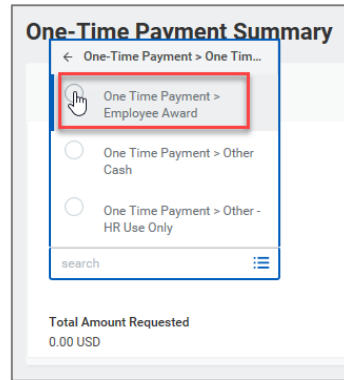 One-Time Payment Summary
← One-Time Payment > One Tim...
One Time Payment >
Employee Award
One Time Payment > Other
Cash
One Time Payment > Other -
HR Use Only
search
Total Amount Requested
0.00 USD